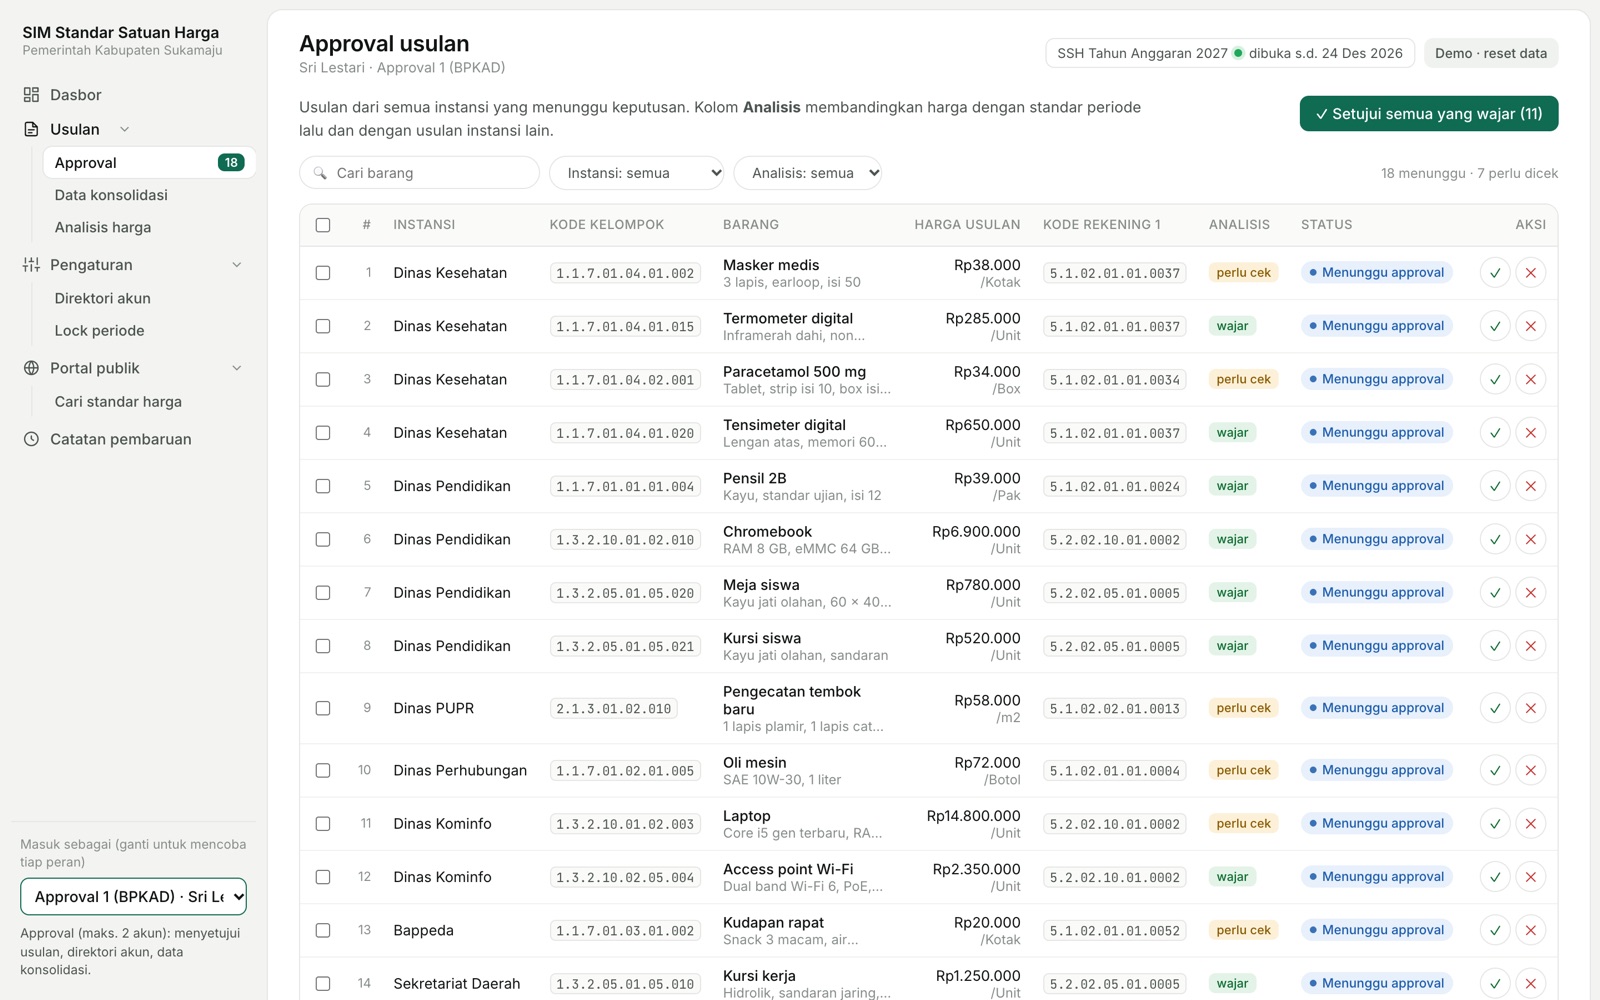 SIM Standar Satuan Harga
Pemerintah Kabupaten Sukamaju
Dasbor
Usulan
Approval 18
Data konsolidasi
Analisis harga
Pengaturan
Direktori akun
Lock periode
Portal publik
Cari standar harga
Catatan pembaruan
Masuk sebagai (ganti untuk mencoba
tiap peran)
Approval 1 (BPKAD) · Sri Le
Approval (maks. 2 akun): menyetujui
usulan, direktori akun, data
konsolidasi.
Approval usulan
Sri Lestari · Approval 1 (BPKAD)
SSH Tahun Anggaran 2027 dibuka s.d. 24 Des 2026
Demo · reset data
Usulan dari semua instansi yang menunggu keputusan. Kolom Analisis membandingkan harga dengan standar periode
lalu dan dengan usulan instansi lain.
✓ Setujui semua yang wajar (11)
Cari barang
Instansi: semua
Analisis: semua
18 menunggu · 7 perlu dicek
# INSTANSI KODE KELOMPOK BARANG HARGA USULAN KODE REKENING 1 ANALISIS STATUS AKSI
1 Dinas Kesehatan 1.1.7.01.04.01.002 Masker medis Rp38.000 5.1.02.01.01.0037 perlu cek Menunggu approval
3 lapis, earloop, isi 50 /Kotak
2 Dinas Kesehatan 1.1.7.01.04.01.015 Termometer digital Rp285.000 5.1.02.01.01.0037 wajar Menunggu approval
Inframerah dahi, non... /Unit
3 Dinas Kesehatan 1.1.7.01.04.02.001 Paracetamol 500 mg Rp34.000 5.1.02.01.01.0034 perlu cek Menunggu approval
Tablet, strip isi 10, box isi... /Box
4 Dinas Kesehatan 1.1.7.01.04.01.020 Tensimeter digital Rp650.000 5.1.02.01.01.0037 wajar Menunggu approval
Lengan atas, memori 60... /Unit
5 Dinas Pendidikan 1.1.7.01.01.01.004 Pensil 2B Rp39.000 5.1.02.01.01.0024 wajar Menunggu approval
Kayu, standar ujian, isi 12 /Pak
6 Dinas Pendidikan 1.3.2.10.01.02.010 Chromebook Rp6.900.000 5.2.02.10.01.0002 wajar Menunggu approval
RAM 8 GB, eMMC 64 GB... /Unit
7 Dinas Pendidikan 1.3.2.05.01.05.020 Meja siswa Rp780.000 5.2.02.05.01.0005 wajar Menunggu approval
Kayu jati olahan, 60 × 40... /Unit
8 Dinas Pendidikan 1.3.2.05.01.05.021 Kursi siswa Rp520.000 5.2.02.05.01.0005 wajar Menunggu approval
Kayu jati olahan, sandaran /Unit
9 Dinas PUPR 2.1.3.01.02.010 Pengecatan tembok Rp58.000 5.1.02.02.01.0013 perlu cek Menunggu approval
baru /m2
1 lapis plamir, 1 lapis cat...
10 Dinas Perhubungan 1.1.7.01.02.01.005 Oli mesin Rp72.000 5.1.02.01.01.0004 perlu cek Menunggu approval
SAE 10W-30, 1 liter /Botol
11 Dinas Kominfo 1.3.2.10.01.02.003 Laptop Rp14.800.000 5.2.02.10.01.0002 perlu cek Menunggu approval
Core i5 gen terbaru, RA... /Unit
12 Dinas Kominfo 1.3.2.10.02.05.004 Access point Wi-Fi Rp2.350.000 5.2.02.10.01.0002 wajar Menunggu approval
Dual band Wi-Fi 6, PoE,... /Unit
13 Bappeda 1.1.7.01.03.01.002 Kudapan rapat Rp20.000 5.1.02.01.01.0052 perlu cek Menunggu approval
Snack 3 macam, air... /Kotak
14 Sekretariat Daerah 1.3.2.05.01.05.010 Kursi kerja Rp1.250.000 5.2.02.05.01.0005 wajar Menunggu approval
Hidrolik, sandaran jaring,... /Unit